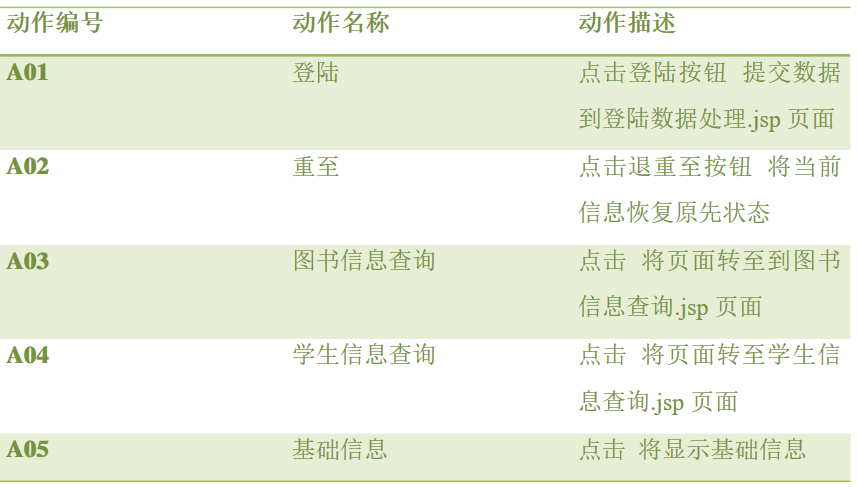 动作编号 动作名称 动作描述
A01 登陆 点击登陆按钮 提交数据
到登陆数据处理.jsp 页面
A02 重至 点击退重至按钮 将当前
信息恢复原先状态
A03 图书信息查询 点击 将页面转至到图书
信息查询.jsp 页面
A04 学生信息查询 点击 将页面转至学生信
息查询.jsp 页面
A05 基础信息 点击 将显示基础信息